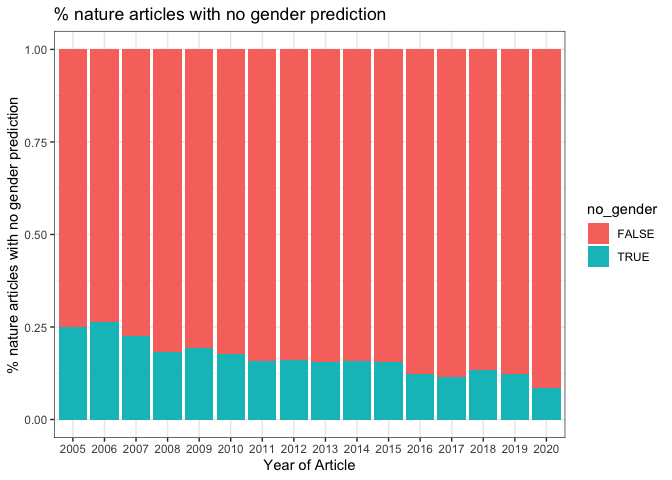 % nature articles with no gender prediction
% nature articles with no gender prediction
1.00
0.75
0.50
0.25
0.00
2005 2006 2007 2008 2009 2010 2011 2012 2013 2014 2015 2016 2017 2018 2019 2020
Year of Article
no_gender
FALSE
TRUE